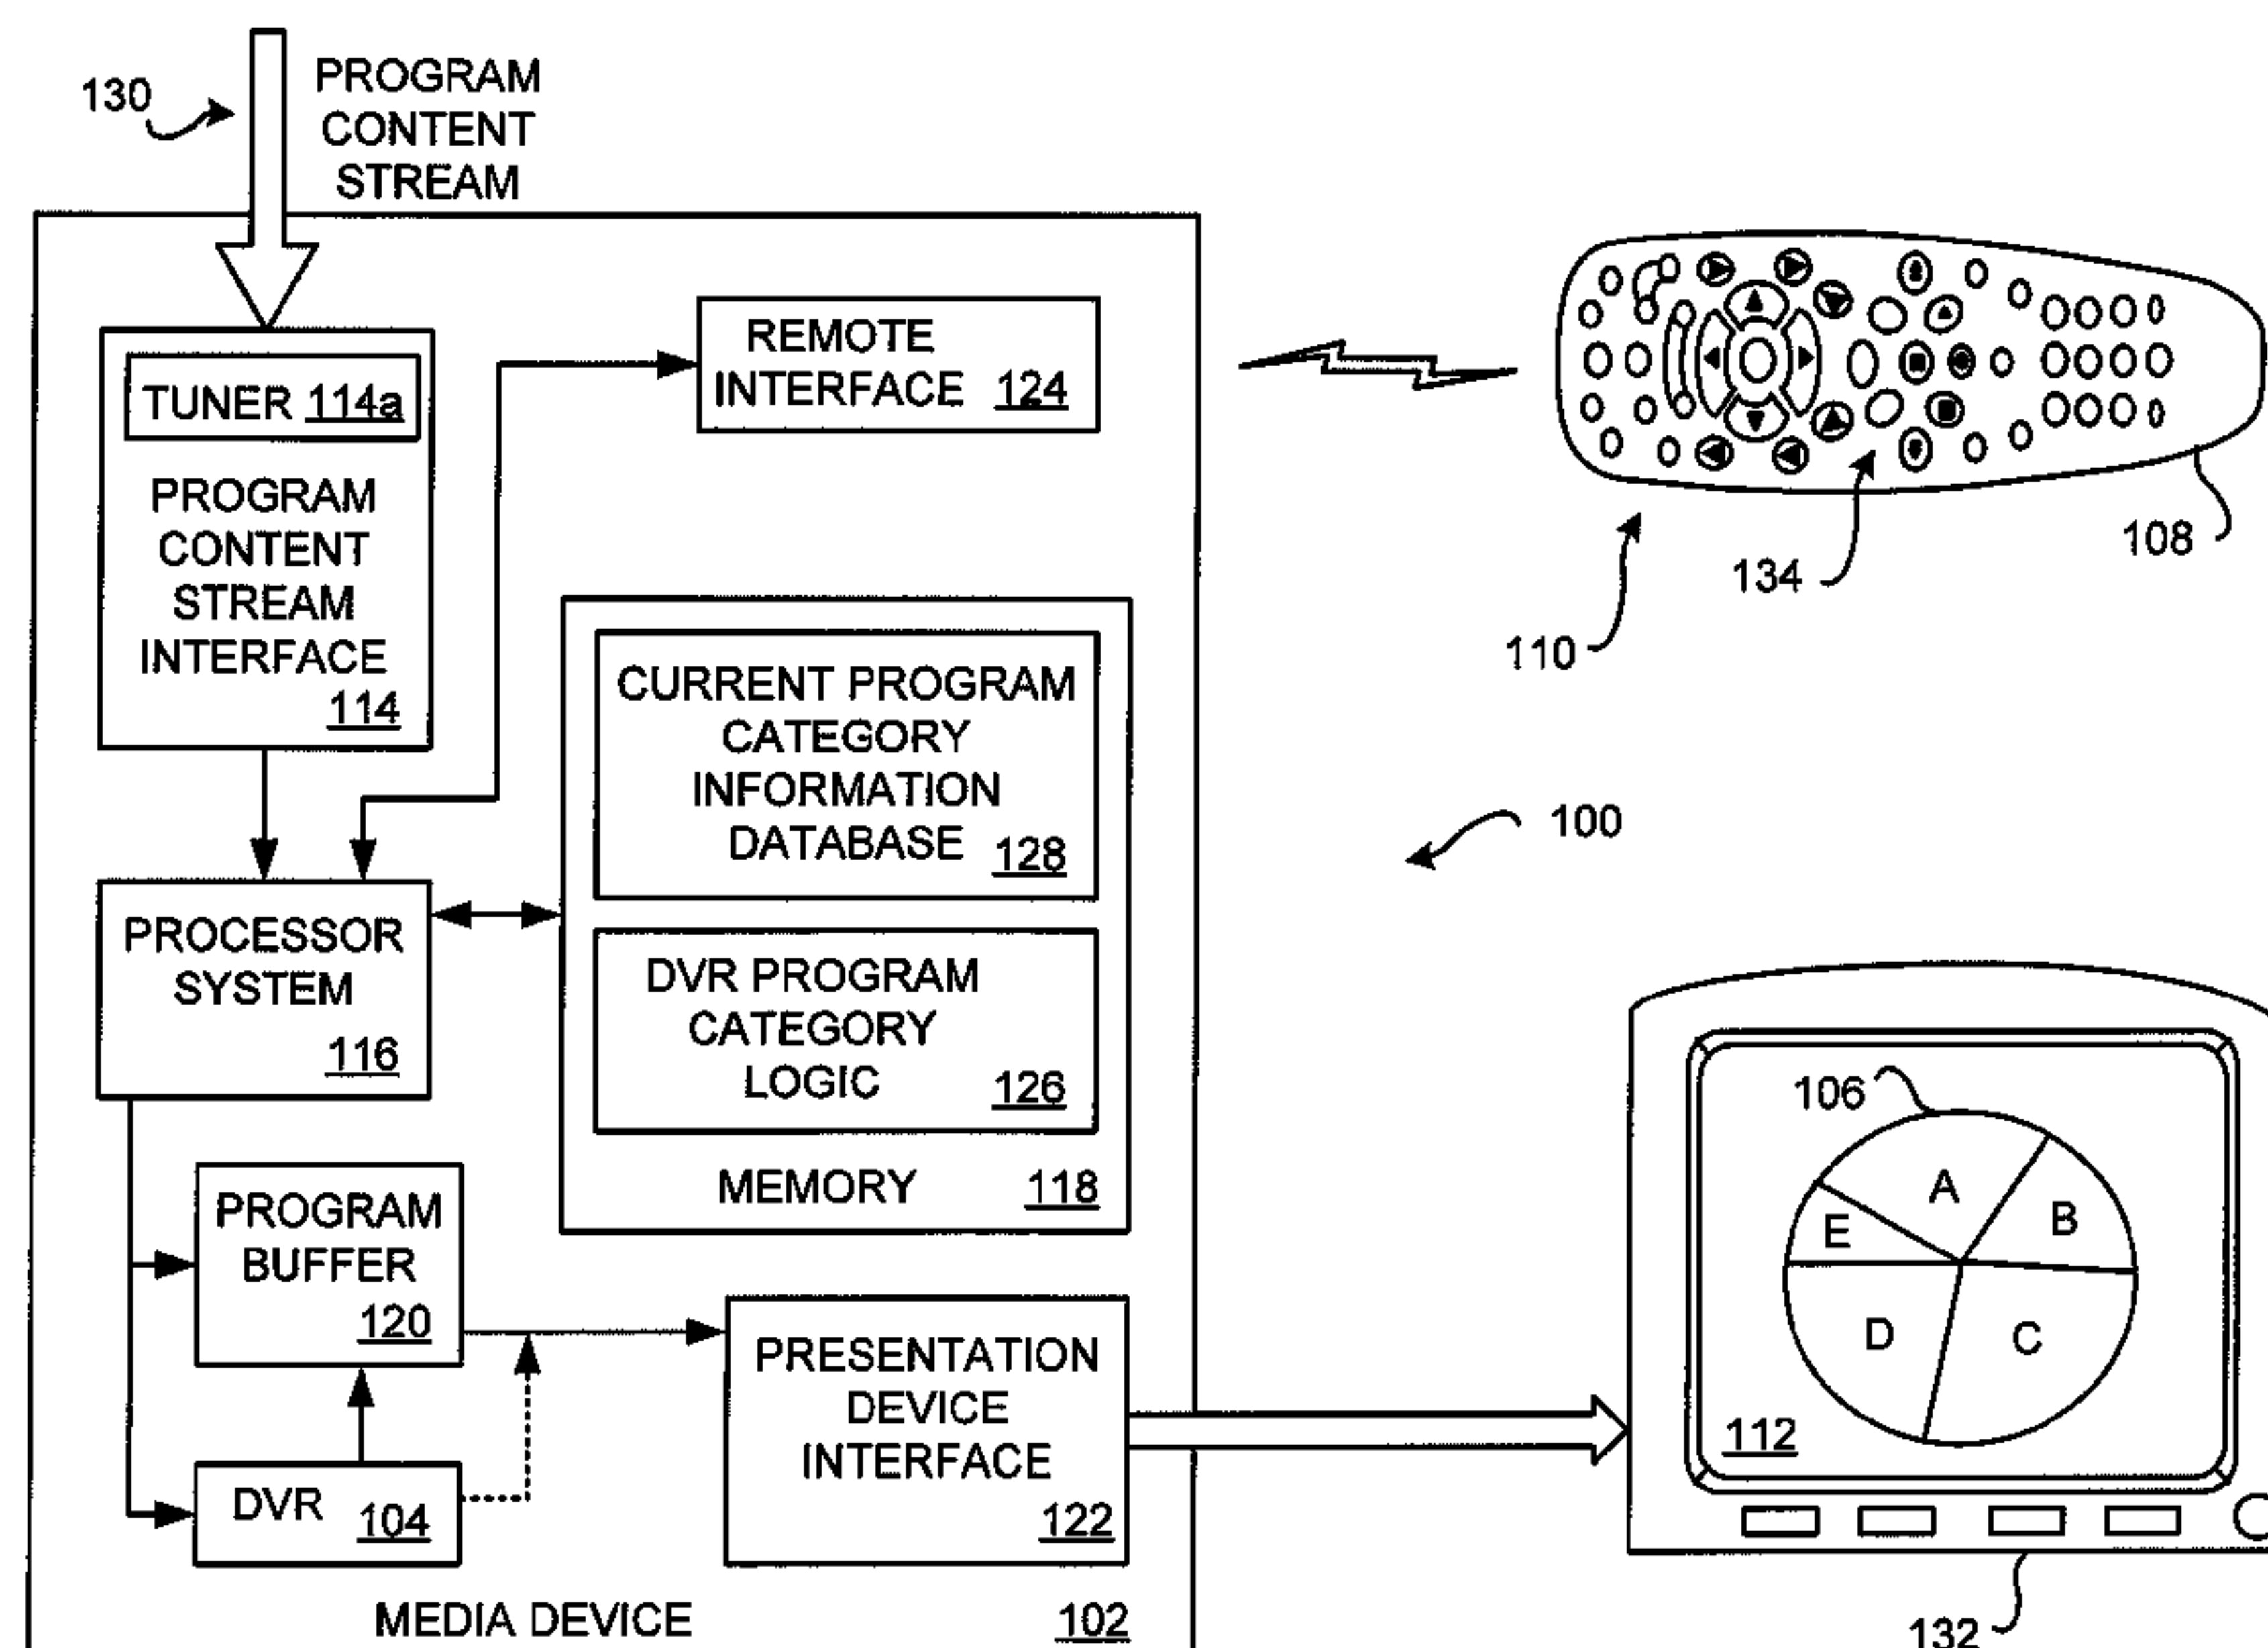 130
PROGRAM
CONTENT
STREAM
TUNER 114a
PROGRAM
CONTENT
STREAM
INTERFACE
114
REMOTE
INTERFACE 124
108
134
110
CURRENT PROGRAM
CATEGORY
INFORMATION
DATABASE 128
100
PROCESSOR
SYSTEM
116
DVR PROGRAM
CATEGORY
LOGIC 126
MEMORY 118
PROGRAM
BUFFER
120
DVR 104
PRESENTATION
DEVICE
INTERFACE
122
106
A
B
E
D
C
112
MEDIA DEVICE 102
132